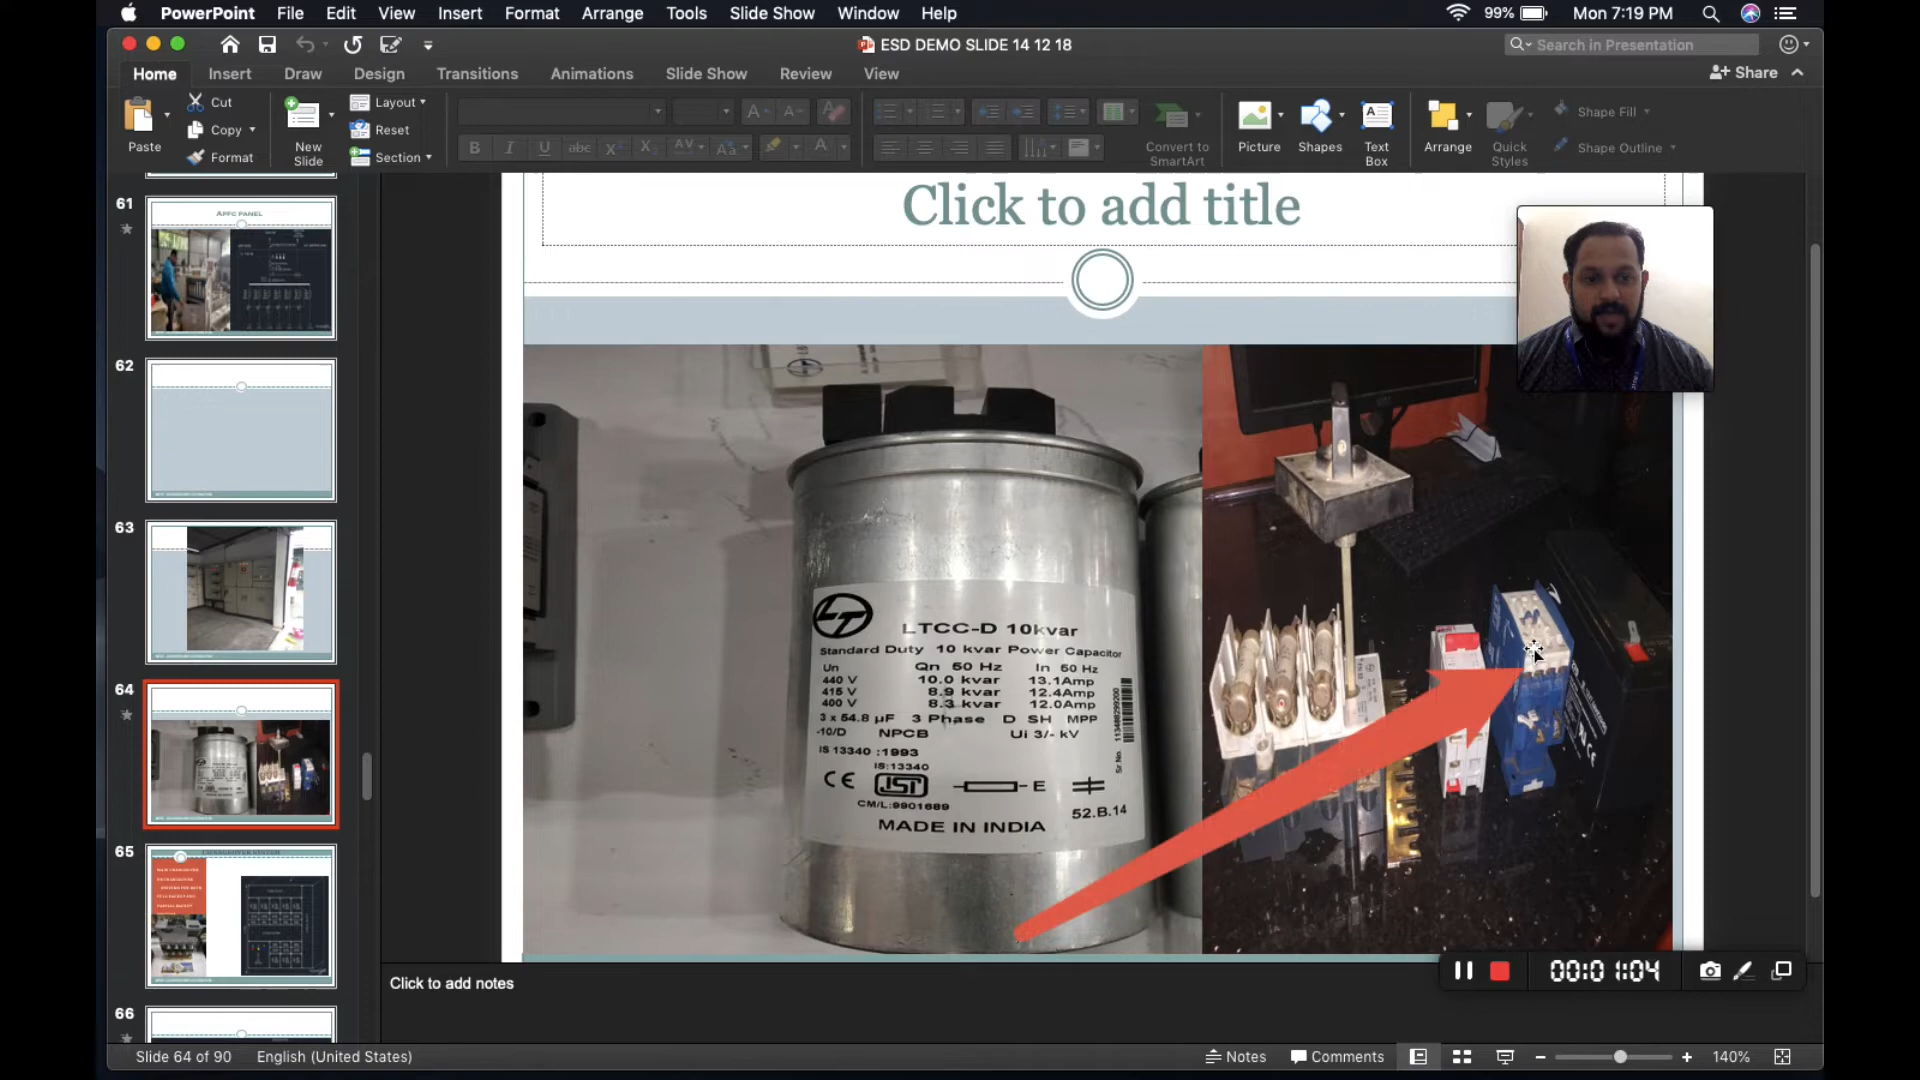 PowerPoint File Edit View Insert Format Arrange Tools Slide Show Window Help 99% Mon 7:19 PM
ESD DEMO SLIDE 14 12 18
Search in Presentation
Home Insert Draw Design Transitions Animations Slide Show Review View Share
Paste Cut Copy Format
New Slide
Layout
Reset
Section
Convert to SmartArt
Picture Shapes Text Box
Arrange Quick Styles
Shape Fill
Shape Outline
61
APFC PANEL
62
63
64
65
66
Click to add title
LTCC-D 10kvar
Standard Duty 10 kvar Power Capacitor
Un Qn 50 Hz In 50 Hz
440 V 10.0 kvar 13.1Amp
415 V 8.9 kvar 12.4Amp
400 V 8.3 kvar 12.0Amp
3 x 54.8 µF 3 Phase D SH MPP
-10/D NPCB Ui 3/- kV
IS 13340 :1993
IS:13340
CE ISI E
CM/L:9901689
52.B.14
MADE IN INDIA
Click to add notes
00:01:04
Slide 64 of 90 English (United States) Notes Comments 140%